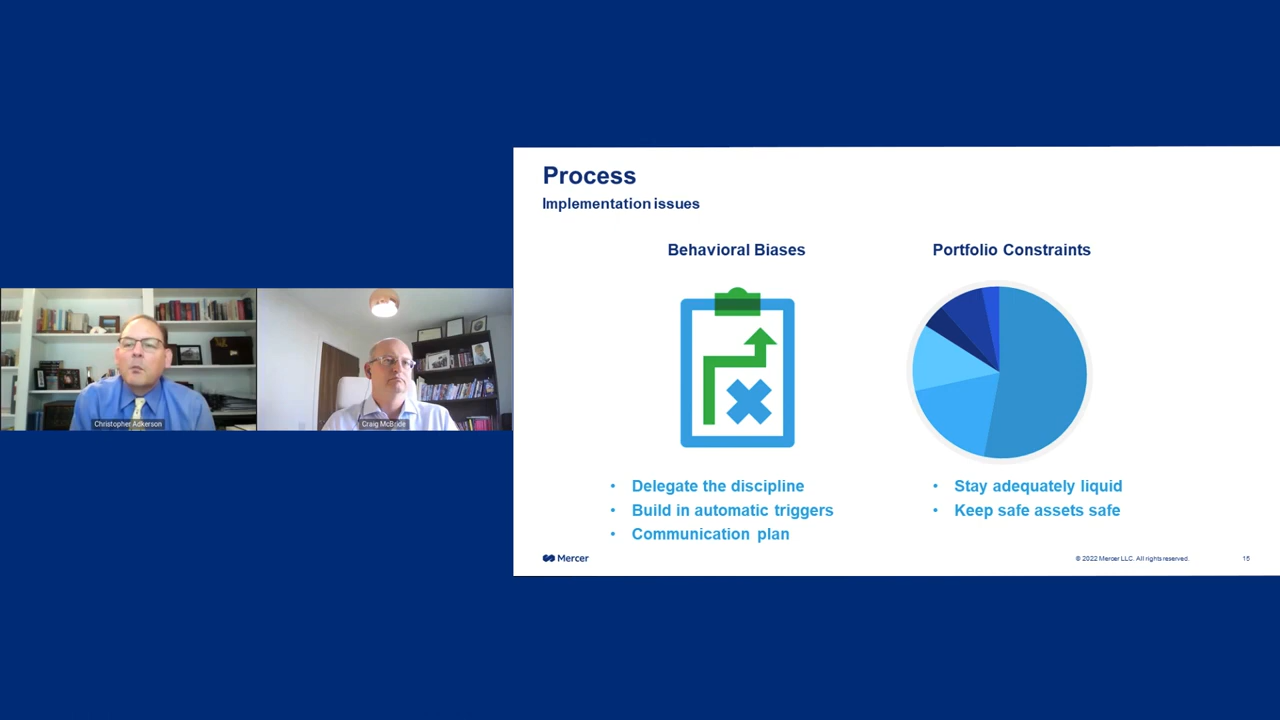 Process
Implementation issues
Behavioral Biases
Portfolio Constraints
• Delegate the discipline
• Build in automatic triggers
• Communication plan
• Stay adequately liquid
• Keep safe assets safe
Christopher Adkerson
Craig McBride
Mercer
© 2022 Mercer LLC. All rights reserved.
15